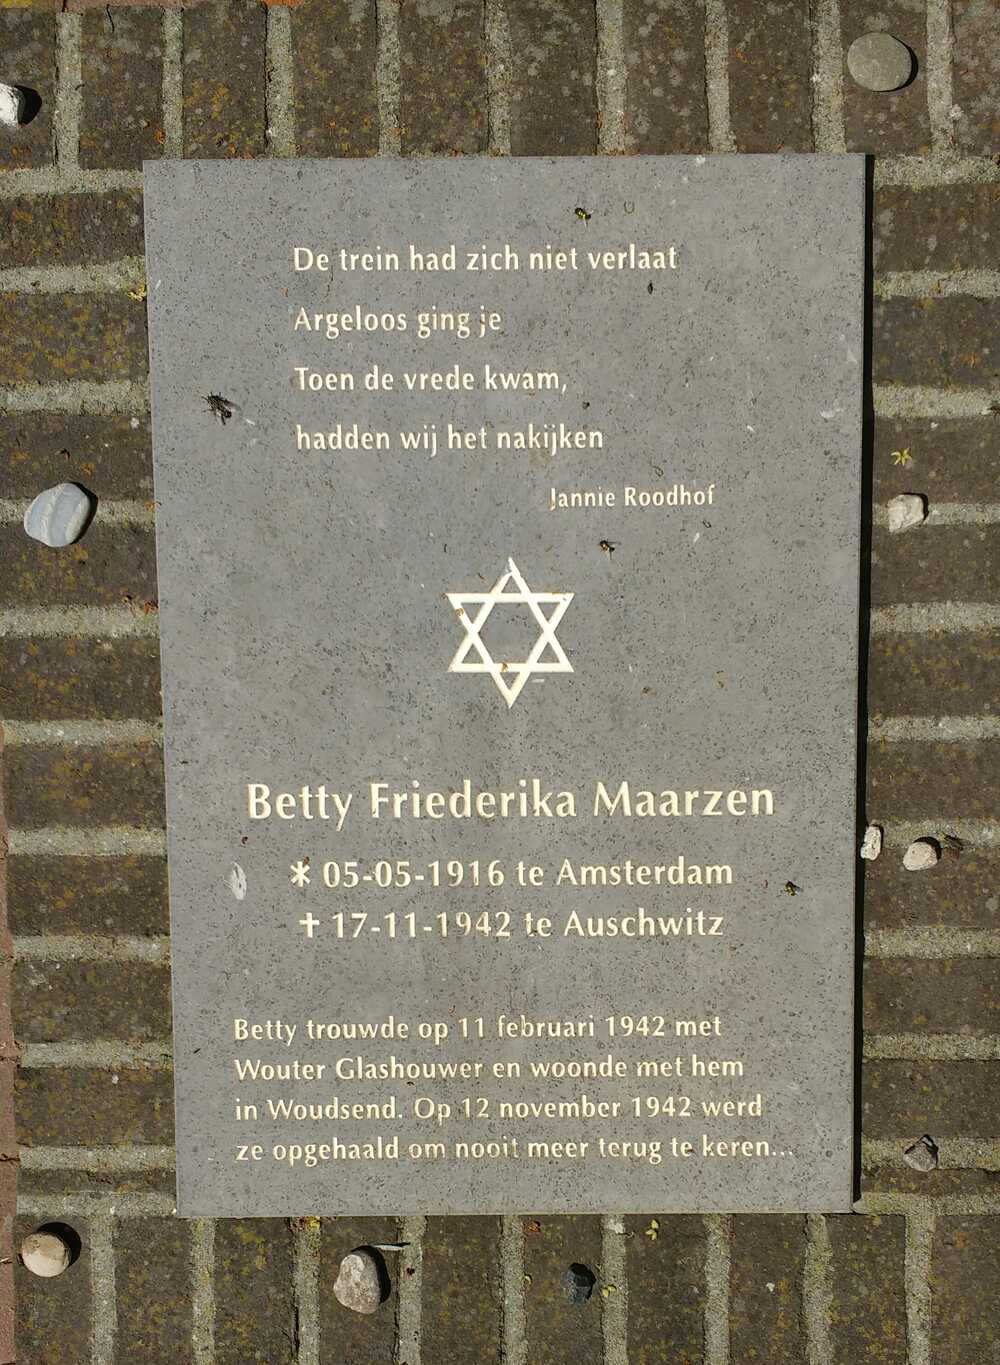 De trein had zich niet verlaat
Argeloos ging je
Toen de vrede kwam,
hadden wij het nakijken
Jannie Roodhof
Betty Friederika Maarzen
* 05-05-1916 te Amsterdam
✝ 17-11-1942 te Auschwitz
Betty trouwde op 11 februari 1942 met
Wouter Glashouwer en woonde met hem
in Woudsend. Op 12 november 1942 werd
ze opgehaald om nooit meer terug te keren...